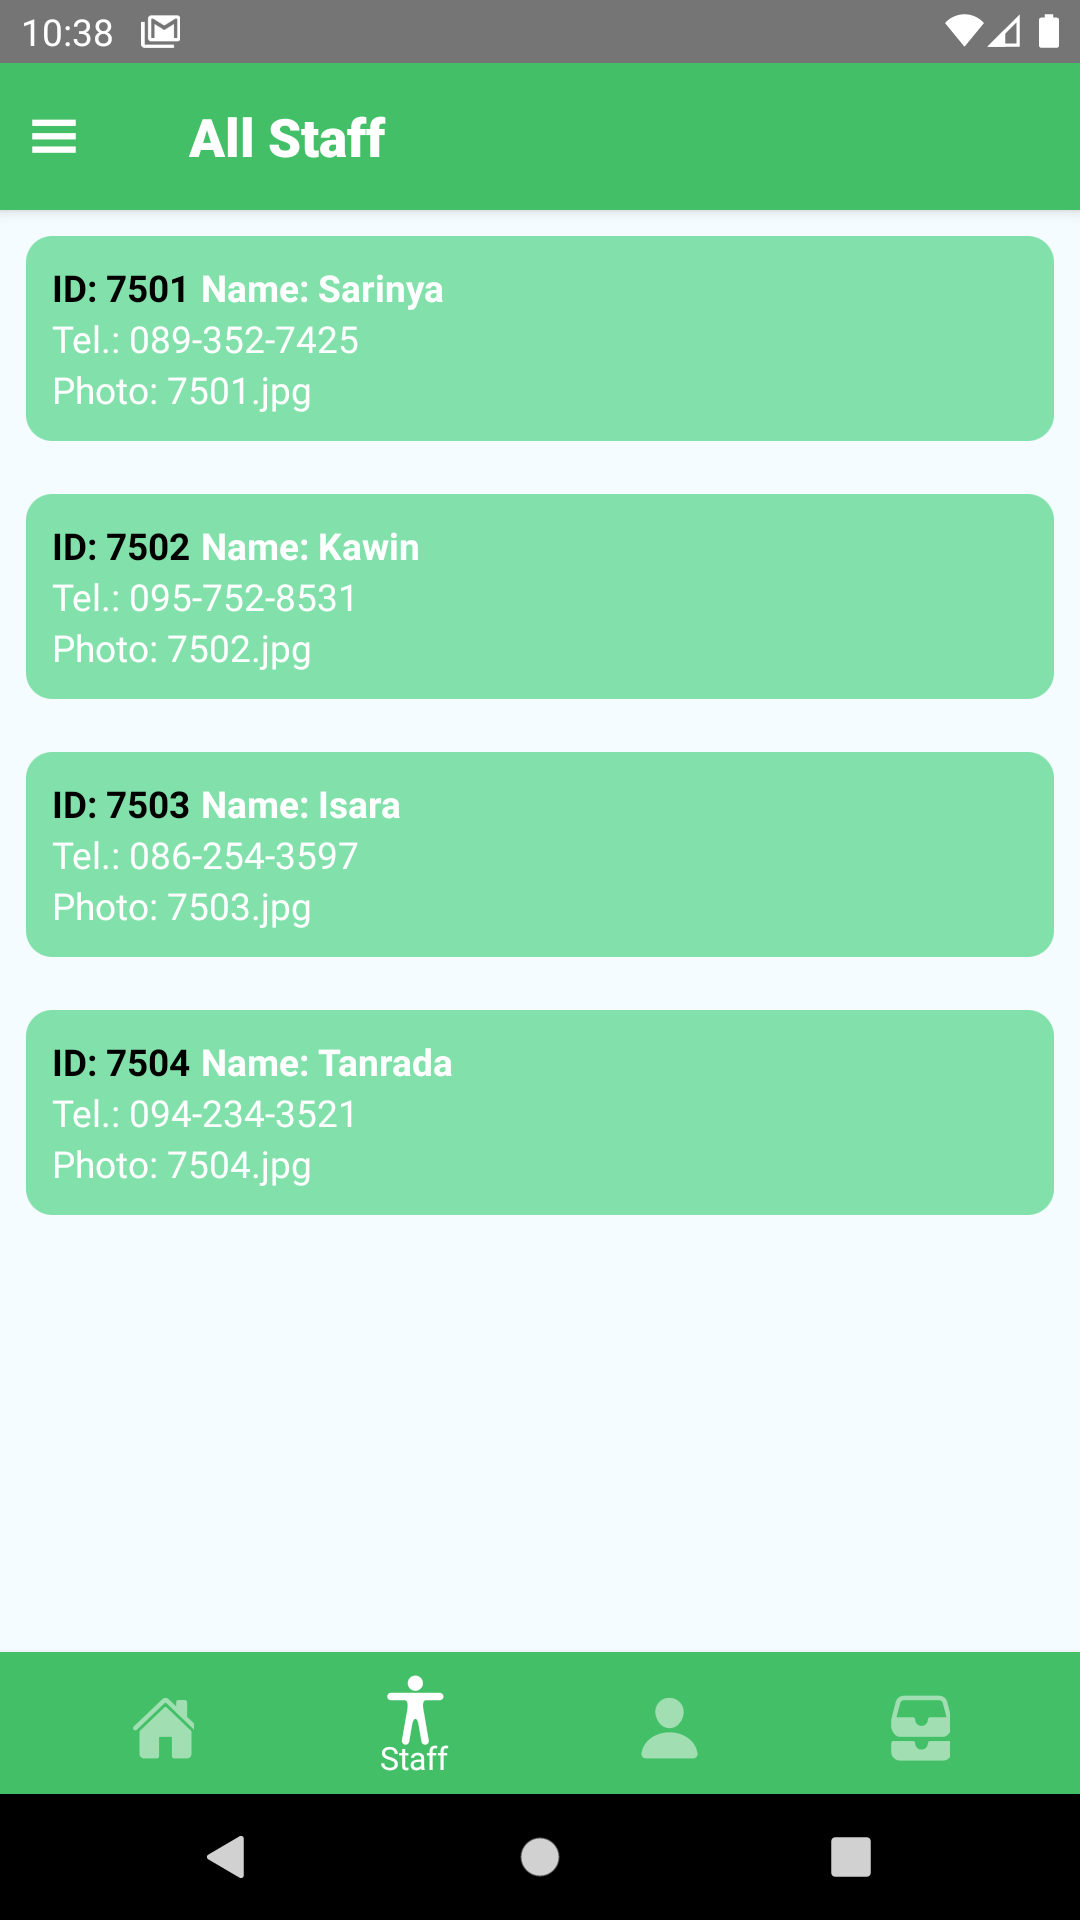 10:38
All Staff
ID: 7501 Name: Sarinya
Tel.: 089-352-7425
Photo: 7501.jpg
ID: 7502 Name: Kawin
Tel.: 095-752-8531
Photo: 7502.jpg
ID: 7503 Name: Isara
Tel.: 086-254-3597
Photo: 7503.jpg
ID: 7504 Name: Tanrada
Tel.: 094-234-3521
Photo: 7504.jpg
Staff